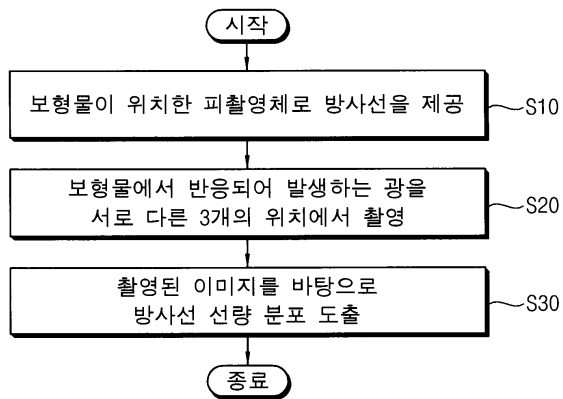 시작
보형물이 위치한 피촬영체로 방사선을 제공
S10
보형물에서 반응되어 발생하는 광을
서로 다른 3개의 위치에서 촬영
S20
촬영된 이미지를 바탕으로
방사선 선량 분포 도출
S30
종료